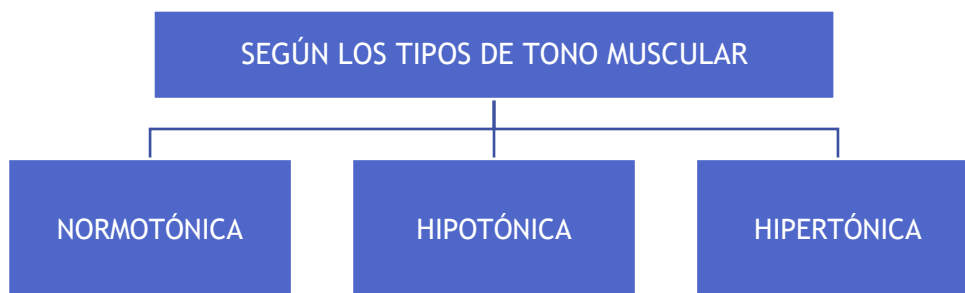 SEGÚN LOS TIPOS DE TONO MUSCULAR
NORMOTÓNICA
HIPOTÓNICA
HIPERTÓNICA